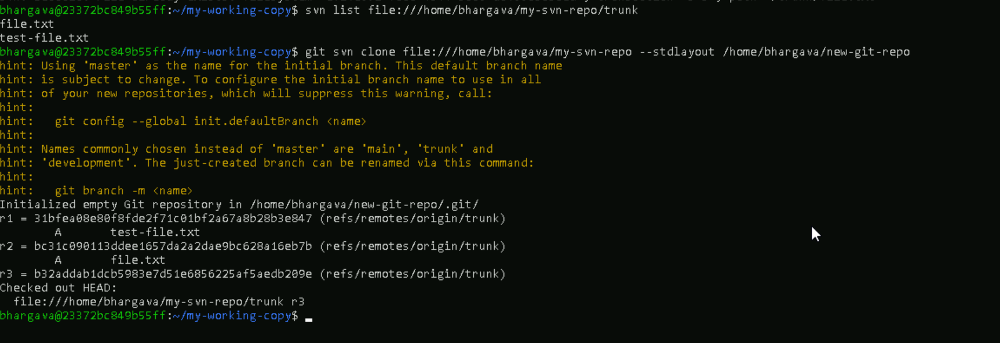 bhargava@23372bc849b55ff:~/my-working-copy$ svn list file:///home/bhargava/my-svn-repo/trunk
file.txt
test-file.txt
bhargava@23372bc849b55ff:~/my-working-copy$ git svn clone file:///home/bhargava/my-svn-repo --stdlayout /home/bhargava/new-git-repo
hint: Using 'master' as the name for the initial branch. This default branch name
hint: is subject to change. To configure the initial branch name to use in all
hint: of your new repositories, which will suppress this warning, call:
hint:
hint:   git config --global init.defaultBranch <name>
hint:
hint: Names commonly chosen instead of 'master' are 'main', 'trunk' and
hint: 'development'. The just-created branch can be renamed via this command:
hint:
hint:   git branch -m <name>
Initialized empty Git repository in /home/bhargava/new-git-repo/.git/
r1 = 31bfea08e80f8fde2f71c01bf2a67a8b28b3e847 (refs/remotes/origin/trunk)
        A       test-file.txt
r2 = bc31c090113ddee1657da2a2dae9bc628a16eb7b (refs/remotes/origin/trunk)
        A       file.txt
r3 = b32addab1dcb5983e7d51e6856225af5aedb209e (refs/remotes/origin/trunk)
Checked out HEAD:
  file:///home/bhargava/my-svn-repo/trunk r3
bhargava@23372bc849b55ff:~/my-working-copy$